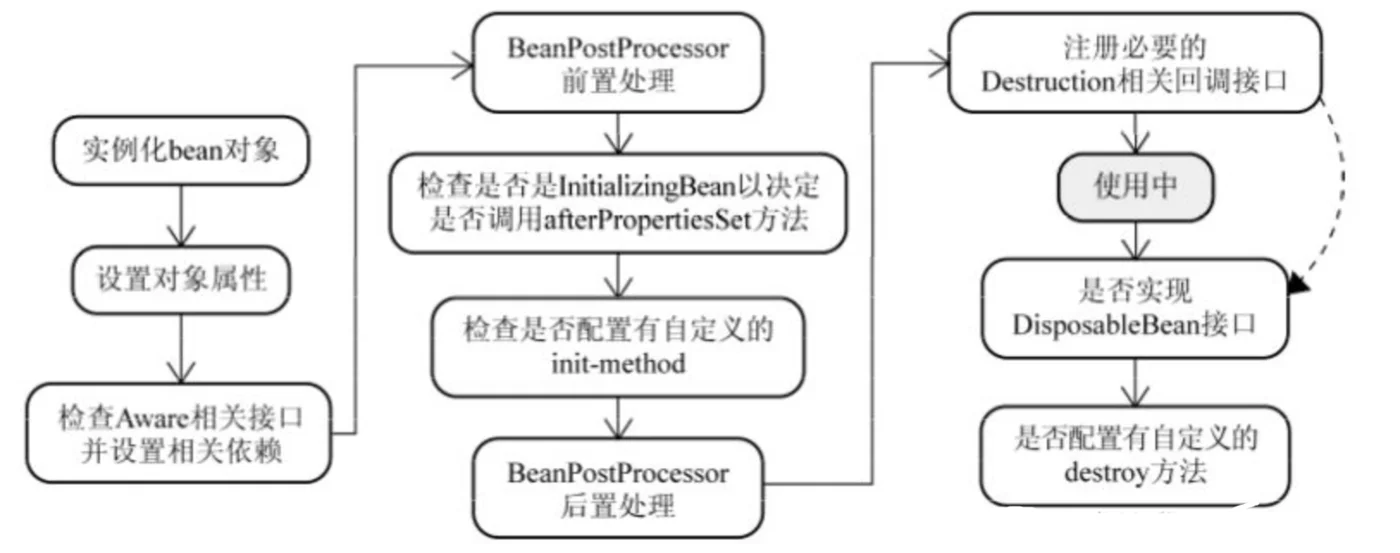 实例化bean对象
设置对象属性
检查Aware相关接口
并设置相关依赖
BeanPostProcessor
前置处理
检查是否是InitializingBean以决定
是否调用afterPropertiesSet方法
检查是否配置有自定义的
init-method
BeanPostProcessor
后置处理
注册必要的
Destruction相关回调接口
使用中
是否实现
DisposableBean接口
是否配置有自定义的
destroy方法